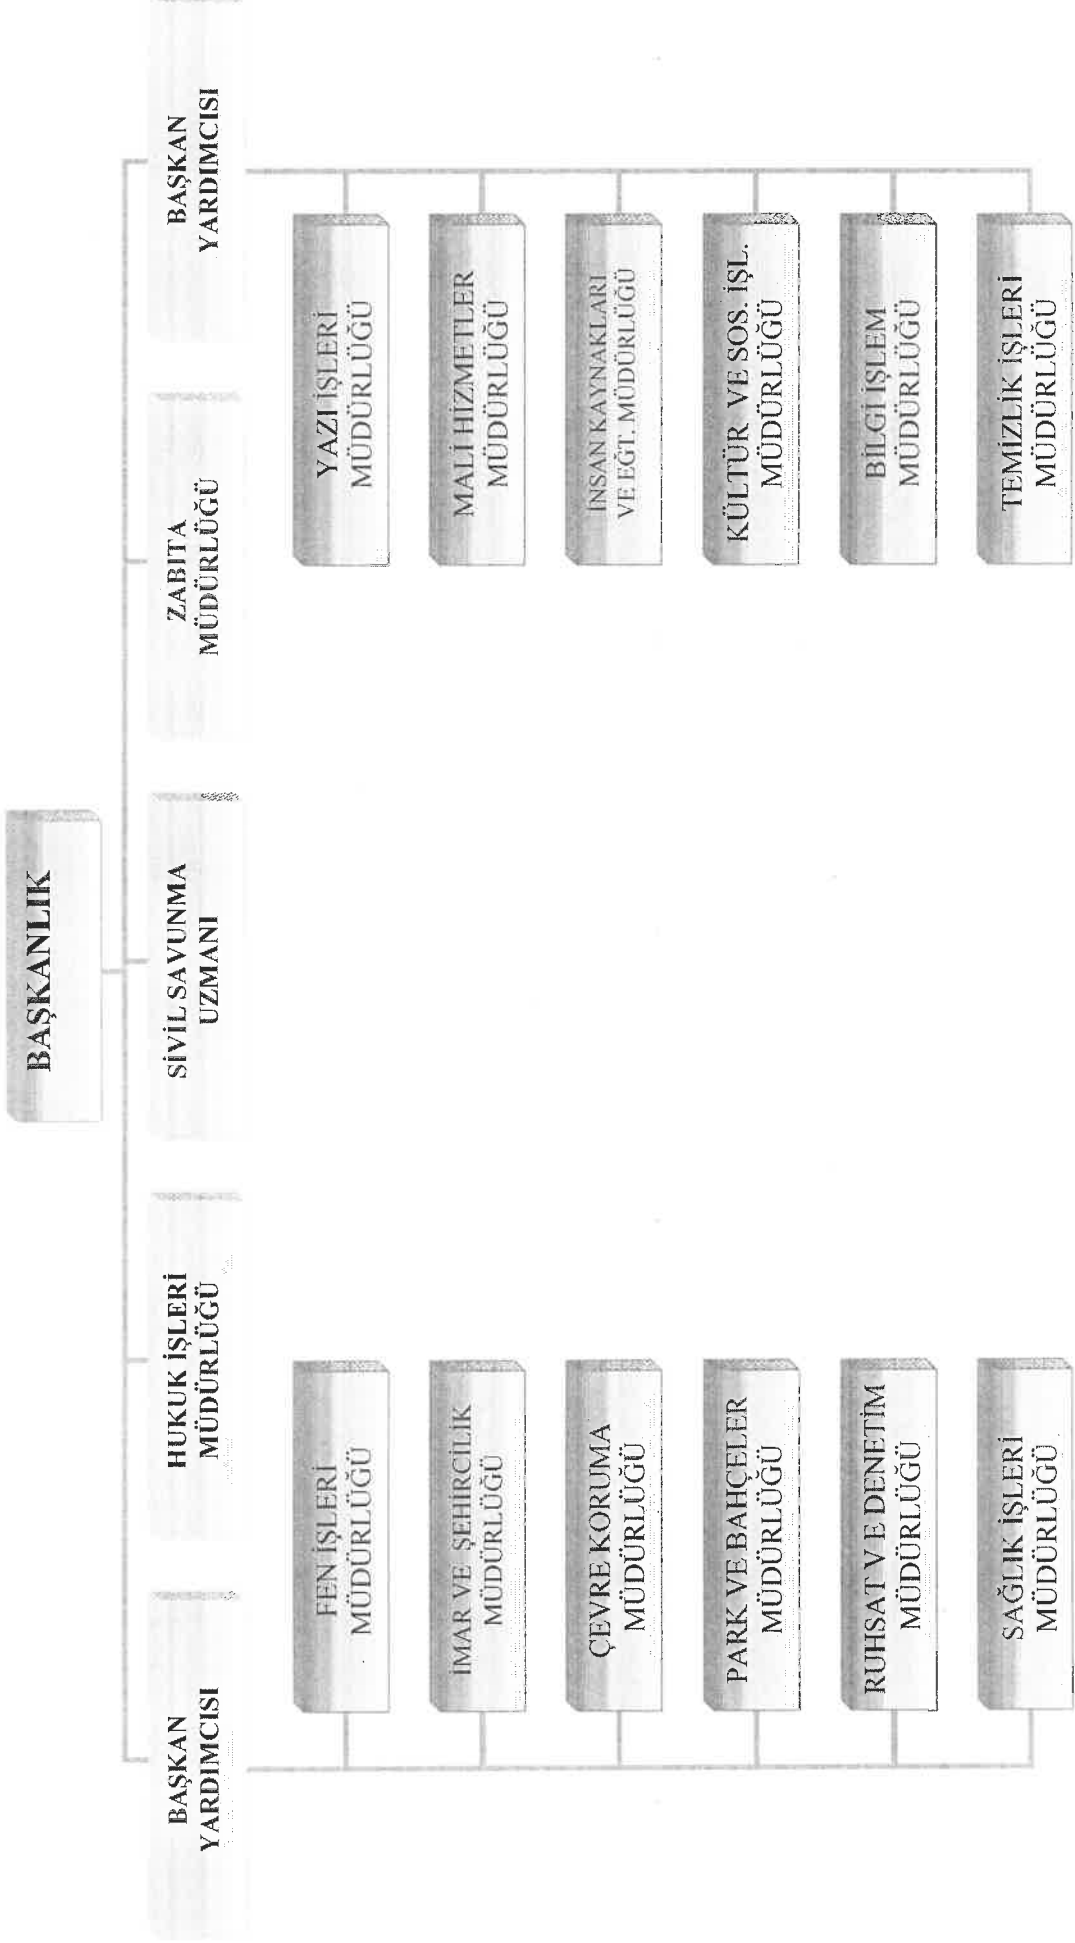 BAŞKANLIK
BAŞKAN
YARDIMCISI
HUKUK İŞLERİ
MÜDÜRLÜĞÜ
SİVİL SAVUNMA
UZMANI
ZABITA
MÜDÜRLÜĞÜ
BAŞKAN
YARDIMCISI
FEN İŞLERİ
MÜDÜRLÜĞÜ
İMAR VE ŞEHİRCİLİK
MÜDÜRLÜĞÜ
ÇEVRE KORUMA
MÜDÜRLÜĞÜ
PARK VE BAHÇELER
MÜDÜRLÜĞÜ
RUHSAT V E DENETİM
MÜDÜRLÜĞÜ
SAĞLIK İŞLERİ
MÜDÜRLÜĞÜ
YAZI İŞLERİ
MÜDÜRLÜĞÜ
MALİ HİZMETLER
MÜDÜRLÜĞÜ
İNSAN KAYNAKLARI
VE EĞT. MÜDÜRLÜĞÜ
KÜLTÜR VE SOS. İŞL.
MÜDÜRLÜĞÜ
BİLGİ İŞLEM
MÜDÜRLÜĞÜ
TEMİZLİK İŞLERİ
MÜDÜRLÜĞÜ